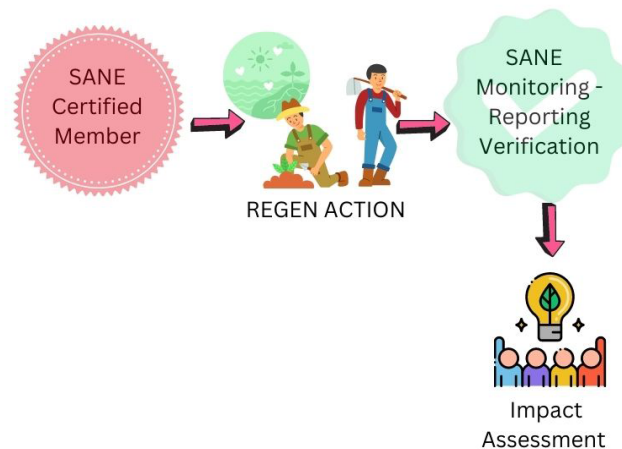 SANE
Certified
Member
REGEN ACTION
SANE
Monitoring -
Reporting
Verification
Impact
Assessment